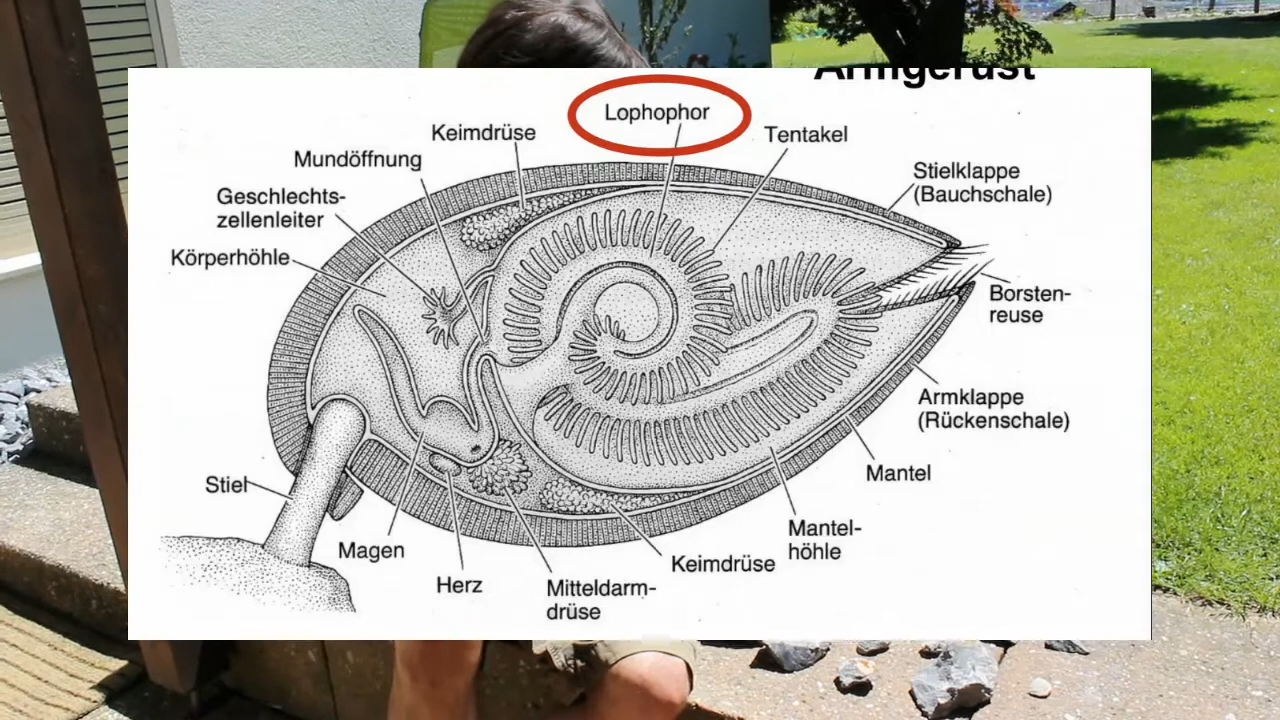 Armgerüst
Lophophor
Keimdrüse
Tentakel
Mundöffnung
Stielklappe
(Bauchschale)
Geschlechts-
zellenleiter
Körperhöhle
Borsten-
reuse
Armklappe
(Rückenschale)
Mantel
Stiel
Mantel-
höhle
Magen
Keimdrüse
Herz
Mitteldarm-
drüse